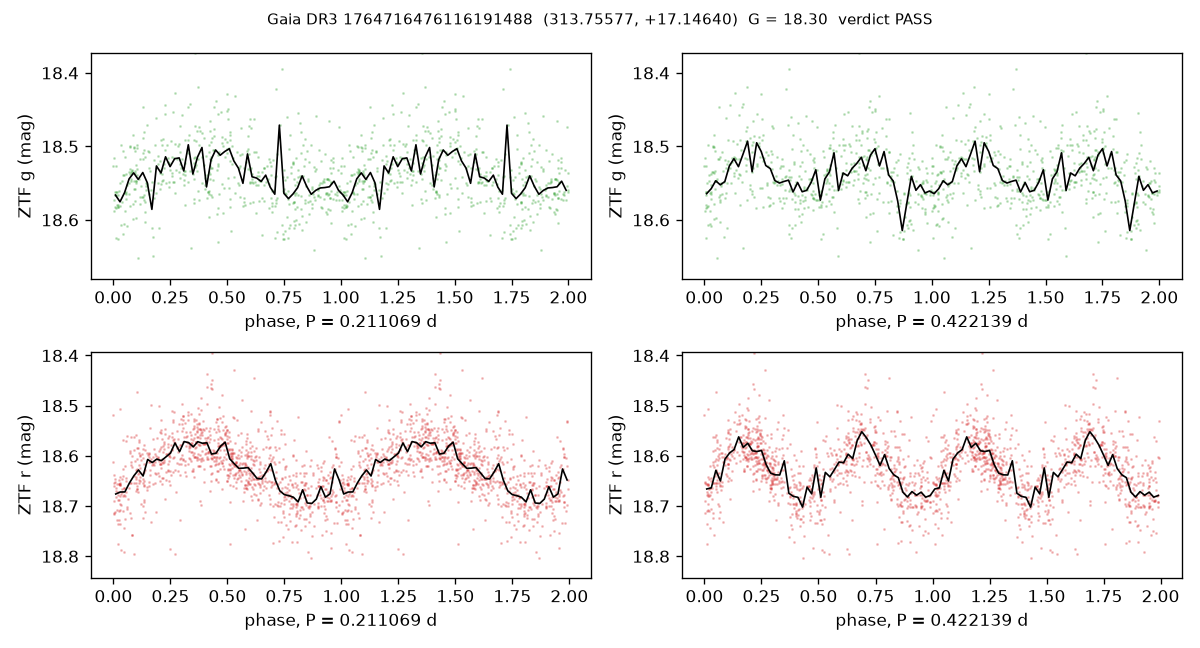 Gaia DR3 1764716476116191488  (313.75577, +17.14640)  G = 18.30  verdict PASS
ZTF g (mag)
18.4
18.5
18.6
0.00 0.25 0.50 0.75 1.00 1.25 1.50 1.75 2.00
phase, P = 0.211069 d
ZTF g (mag)
18.4
18.5
18.6
0.00 0.25 0.50 0.75 1.00 1.25 1.50 1.75 2.00
phase, P = 0.422139 d
ZTF r (mag)
18.4
18.5
18.6
18.7
18.8
0.00 0.25 0.50 0.75 1.00 1.25 1.50 1.75 2.00
phase, P = 0.211069 d
ZTF r (mag)
18.4
18.5
18.6
18.7
18.8
0.00 0.25 0.50 0.75 1.00 1.25 1.50 1.75 2.00
phase, P = 0.422139 d